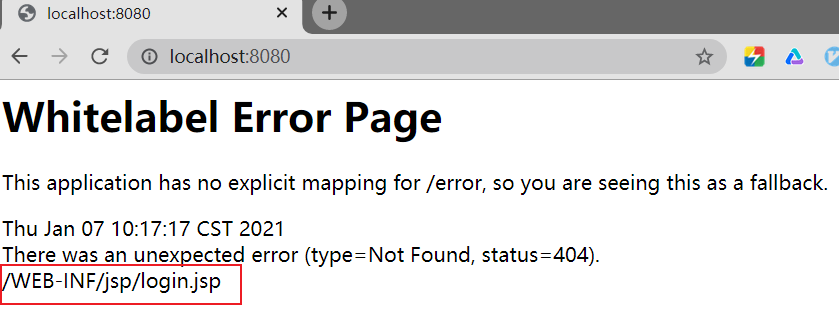 localhost:8080
localhost:8080
Whitelabel Error Page
This application has no explicit mapping for /error, so you are seeing this as a fallback.
Thu Jan 07 10:17:17 CST 2021
There was an unexpected error (type=Not Found, status=404).
/WEB-INF/jsp/login.jsp